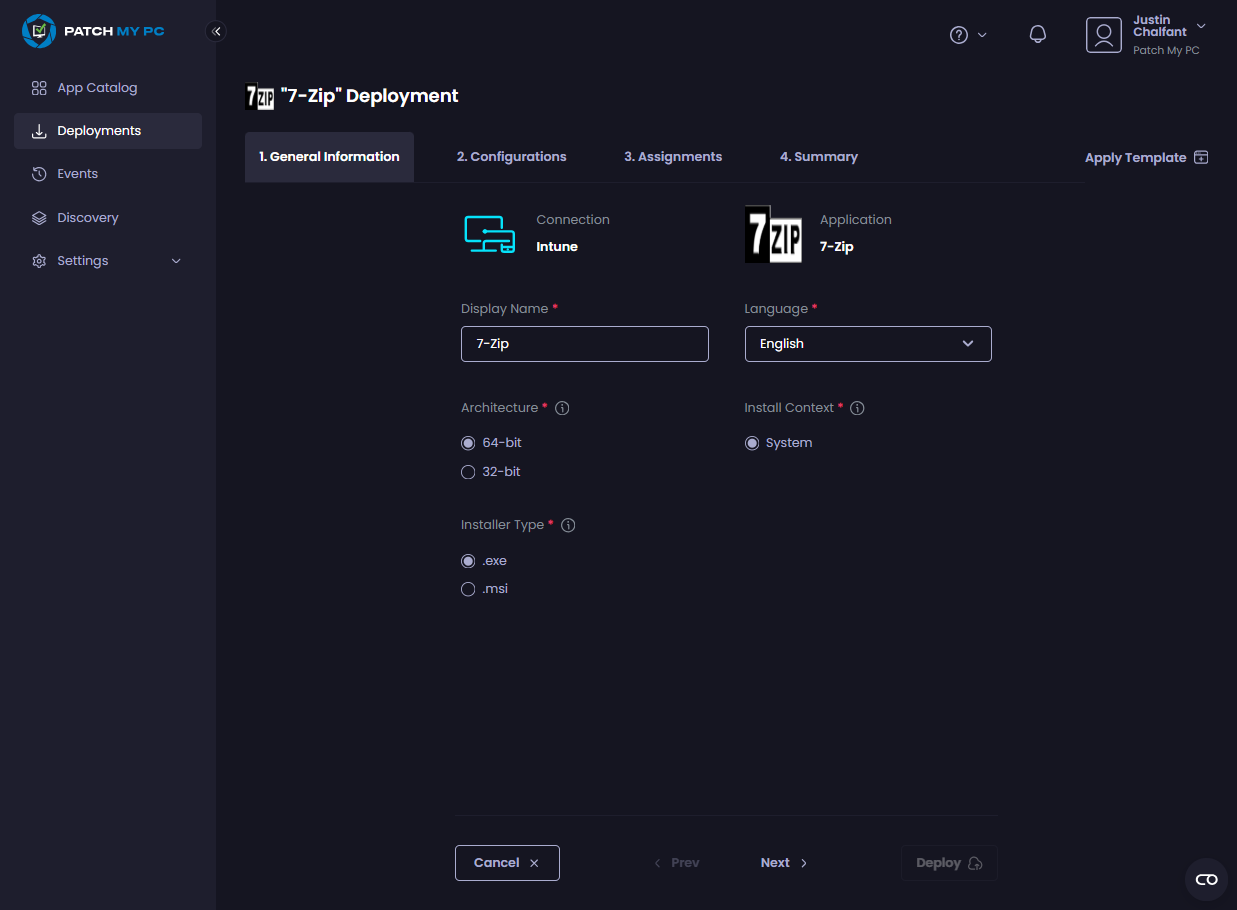 PATCH MY PC
App Catalog
Deployments
Events
Discovery
Settings
Justin
Chalfant
Patch My PC
7ZIP "7-Zip" Deployment
1. General Information
2. Configurations
3. Assignments
4. Summary
Apply Template
Connection
Intune
7ZIP
Application
7-Zip
Display Name *
7-Zip
Language *
English
Architecture *
64-bit
32-bit
Install Context *
System
Installer Type *
.exe
.msi
Cancel
Prev
Next
Deploy